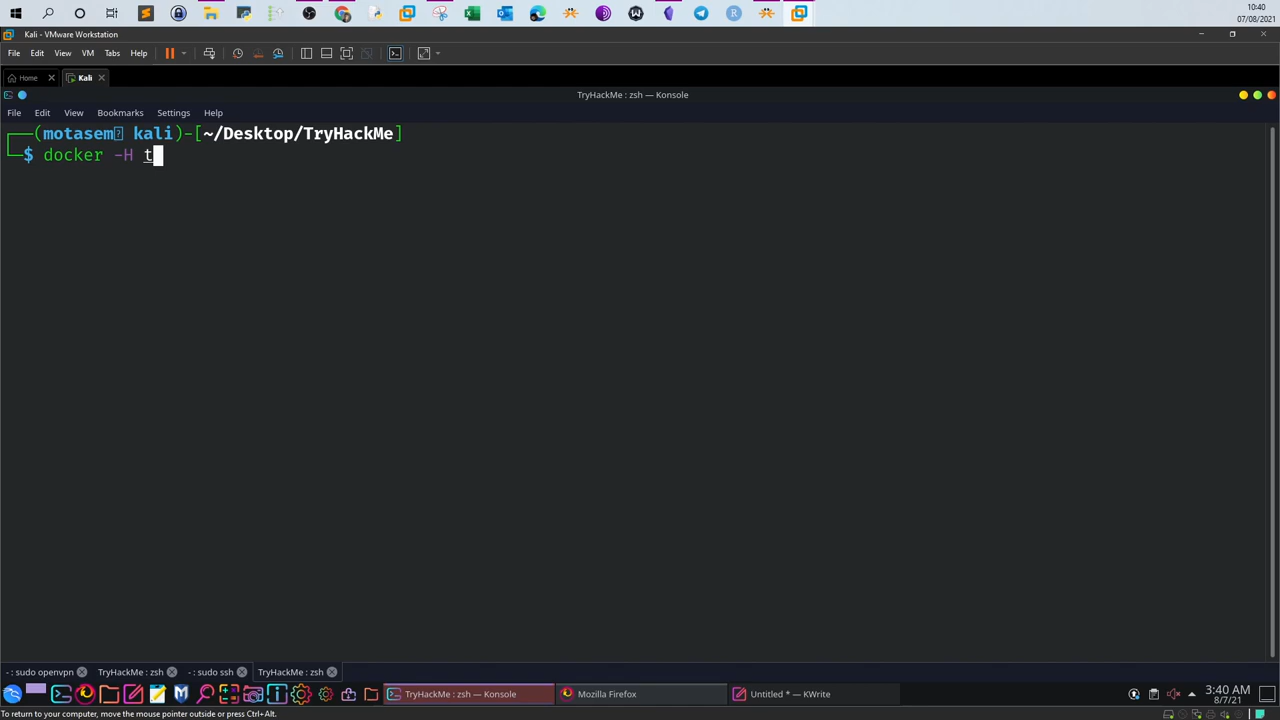 10:40
07/08/2021
Kali - VMware Workstation
File Edit View VM Tabs Help
Home Kali
TryHackMe : zsh — Konsole
File Edit View Bookmarks Settings Help
┌──(motasem㉿kali)-[~/Desktop/TryHackMe]
└─$ docker -H t
- : sudo openvpn TryHackMe : zsh - : sudo ssh TryHackMe : zsh
TryHackMe : zsh — Konsole Mozilla Firefox Untitled * — KWrite
3:40 AM
8/7/21
To return to your computer, move the mouse pointer outside or press Ctrl+Alt.